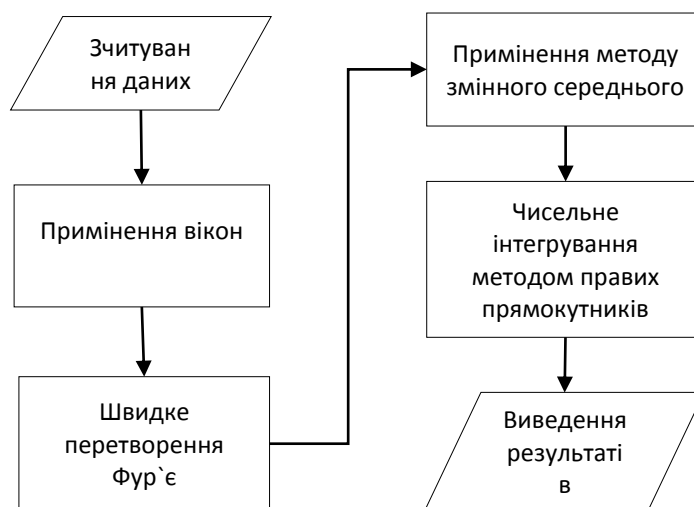 Зчитуван
ня даних
Примінення вікон
Швидке
перетворення
Фур`є
Примінення методу
змінного середнього
Чисельне
інтегрування
методом правих
прямокутників
Виведення
результаті
в